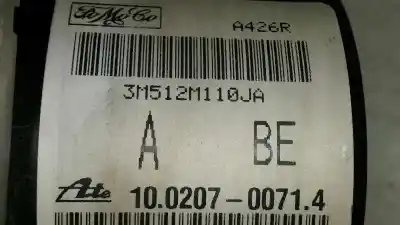 FoMoCo
A426R
3M512M110JA
A BE
Ate 10.0207-0071.4